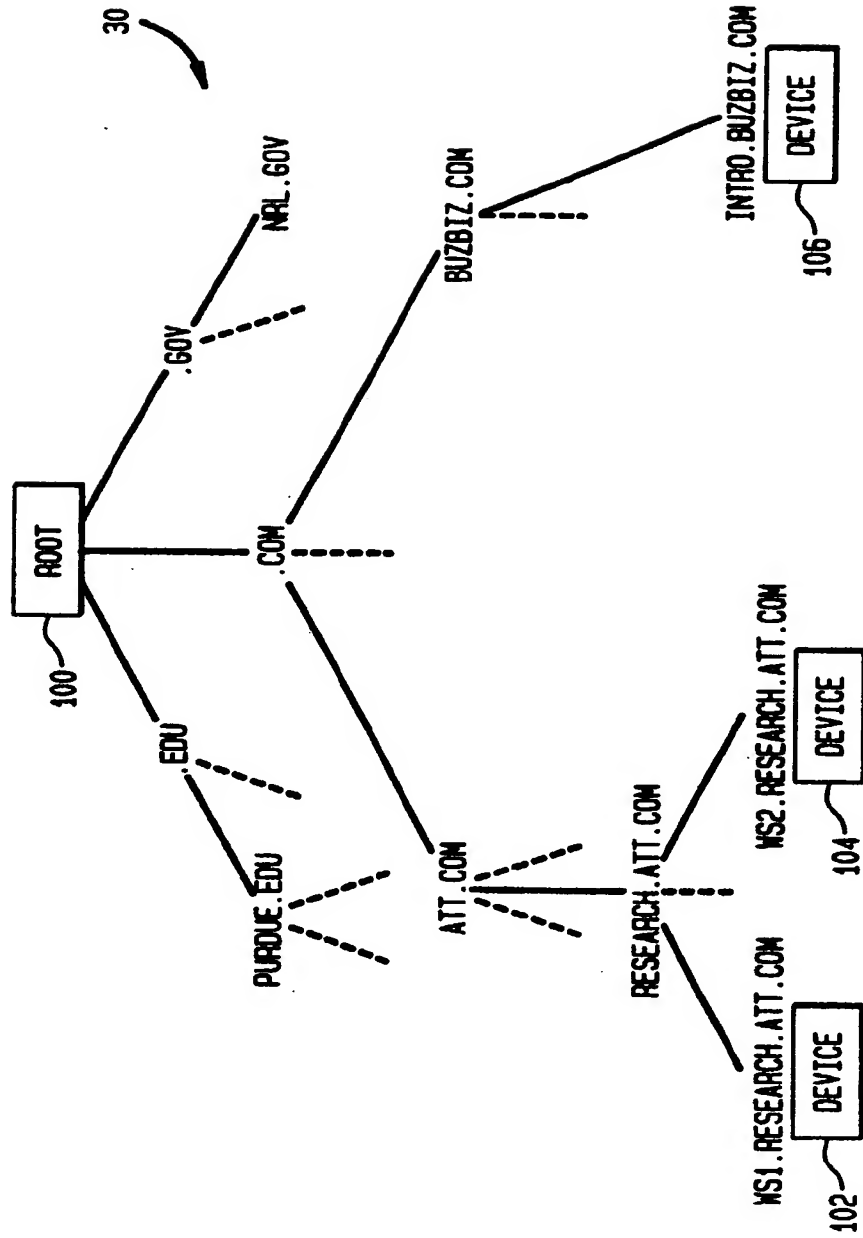 30
ROOT
100
.EDU
.GOV
PURDUE.EDU
.COM
NRL.GOV
ATT.COM
BUZBIZ.COM
RESEARCH.ATT.COM
WS1.RESEARCH.ATT.COM
WS2.RESEARCH.ATT.COM
INTRO.BUZBIZ.COM
DEVICE
DEVICE
DEVICE
102
104
106